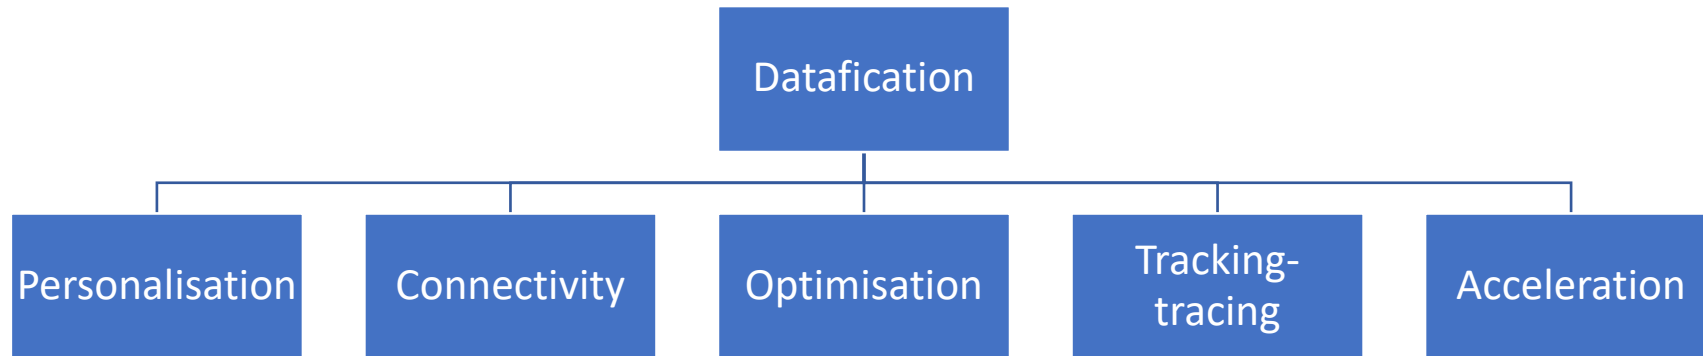 Datafication
Personalisation
Connectivity
Optimisation
Tracking-
tracing
Acceleration